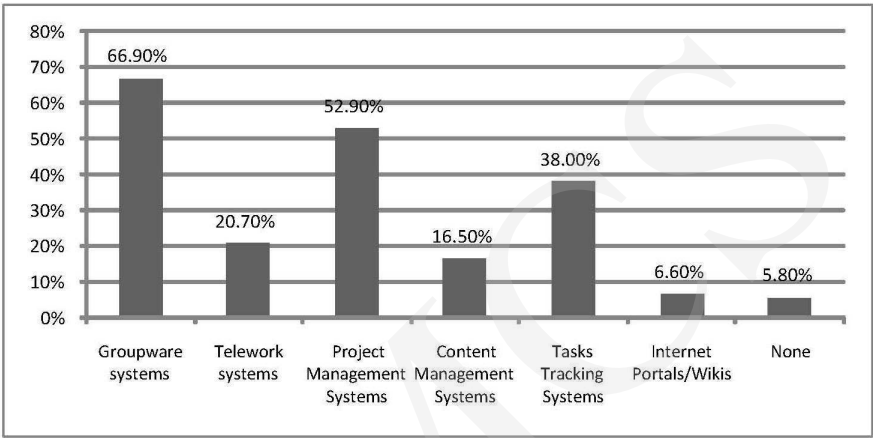 80%
70%
60%
50%
40%
30%
20%
10%
0%
66.90%
20.70%
52.90%
16.50%
38.00%
6.60%
5.80%
Groupware
systems
Telework
systems
Project
Management
Systems
Content
Management
Systems
Tasks
Tracking
Systems
Internet
Portals/Wikis
None
MCS